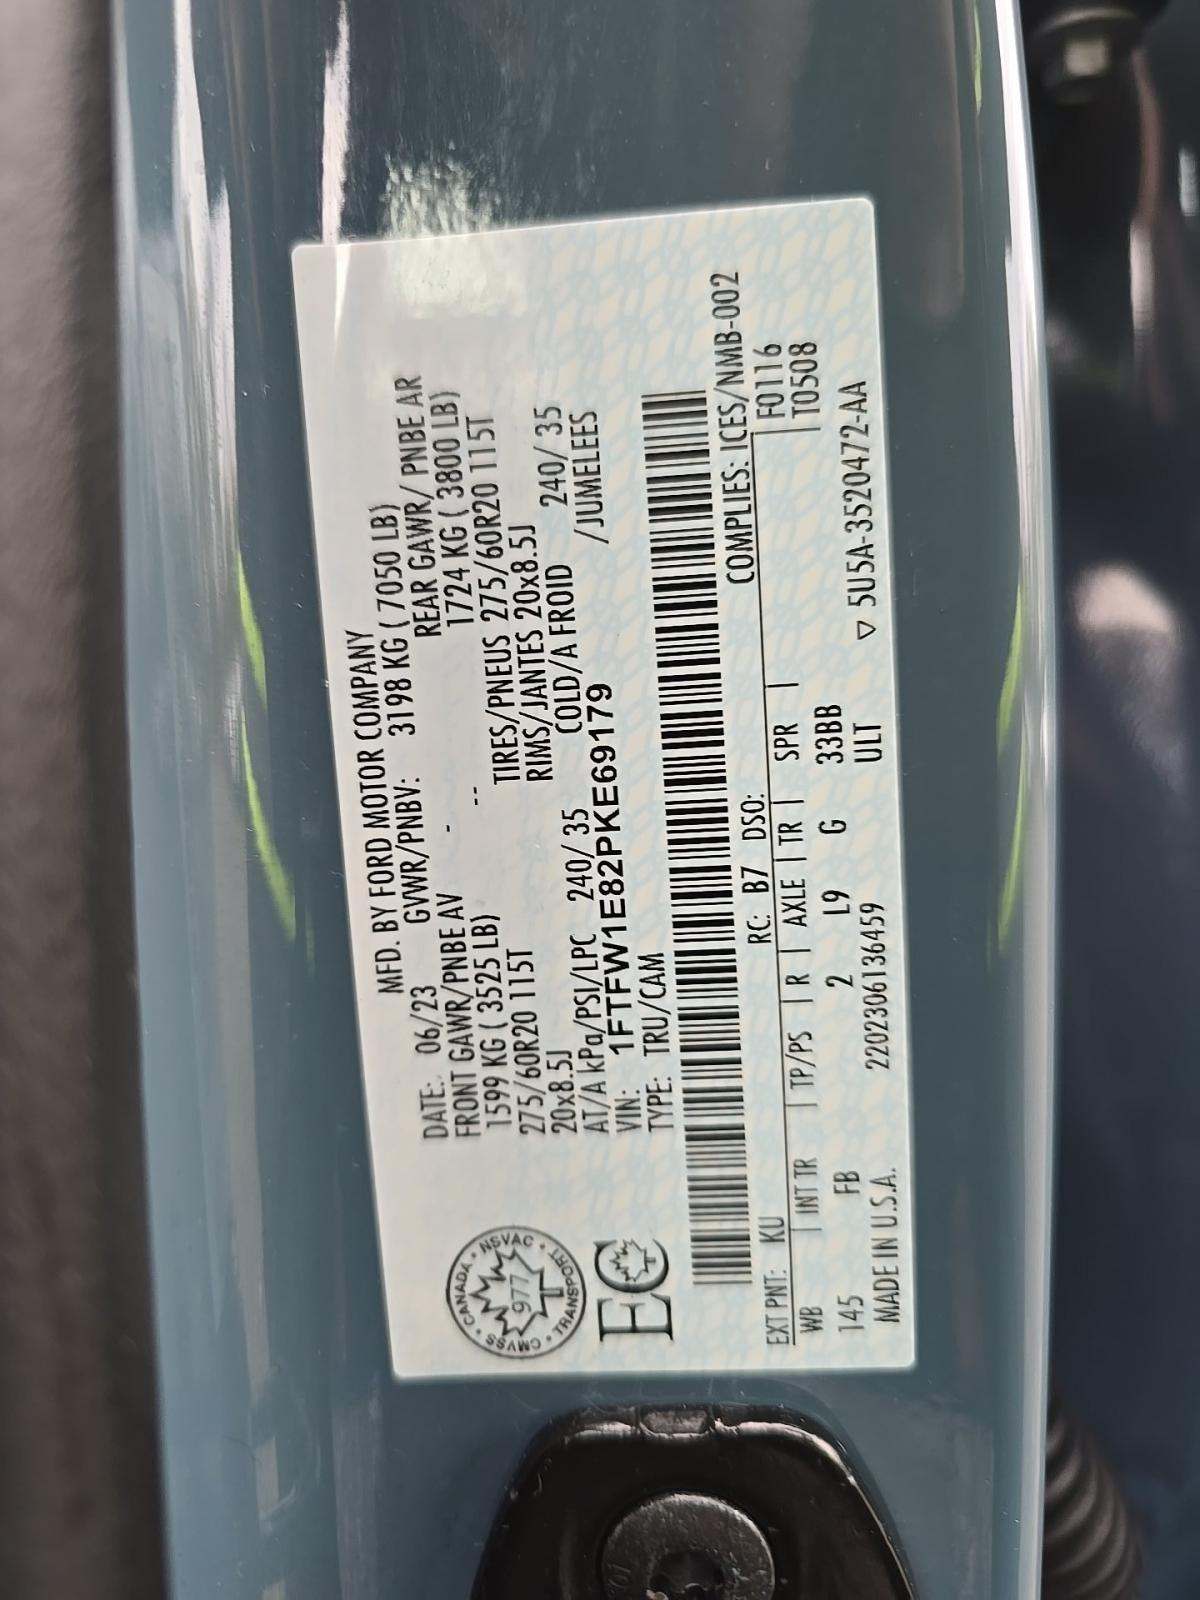 MFD. BY FORD MOTOR COMPANY
DATE: 06/23 GVWR/PNBV: 3198 KG ( 7050 LB)
FRONT GAWR/PNBE AV - REAR GAWR/ PNBE AR
1599 KG ( 3525 LB) -- 1724 KG ( 3800 LB)
275/60R20 115T TIRES/PNEUS 275/60R20 115T
20x8.5J RIMS/JANTES 20x8.5J
AT/A kPa/PSI/LPC 240/ 35 COLD/A FROID 240/ 35
VIN: 1FTFW1E82PKE69179 /JUMELEES
TYPE: TRU/CAM
CANADA • NSVAC • TRANSPORT • CMVSS •
977
EC
COMPLIES: ICES/NMB-002
EXT PNT: KU RC: B7 DSO: F0116
WB | INT TR | TP/PS | R | AXLE | TR | SPR | T0508
145 FB 2 L9 G 33BB
MADE IN U.S.A. 2202306136459 ULT ▽ 5U5A-3520472-AA